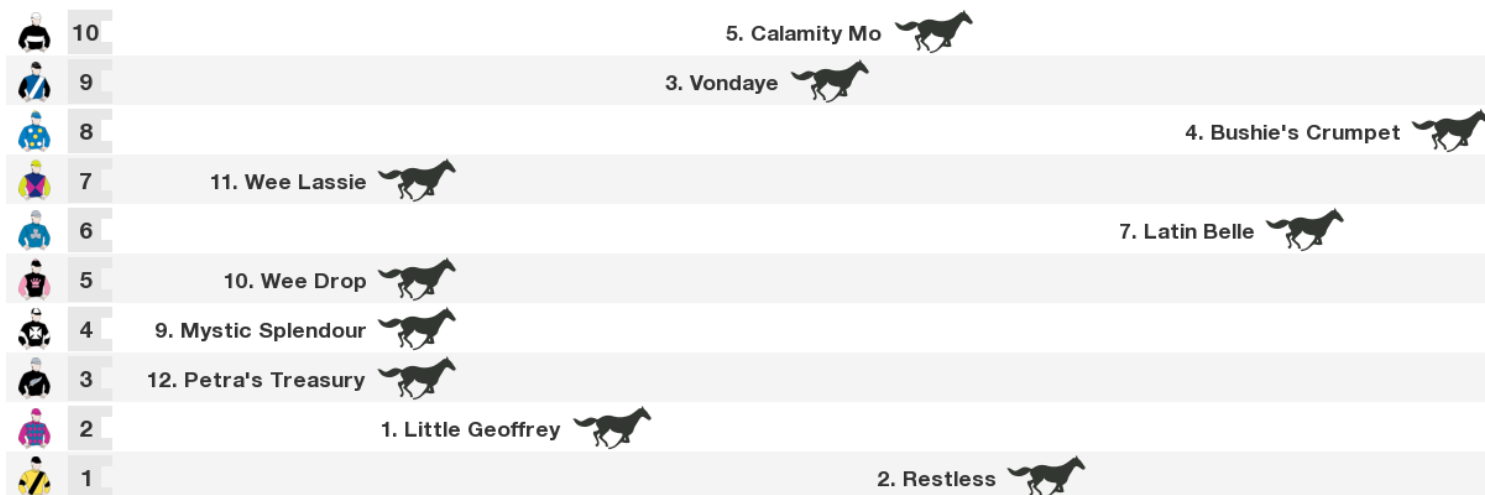 10 5. Calamity Mo
9 3. Vondaye
8 4. Bushie's Crumpet
7 11. Wee Lassie
6 7. Latin Belle
5 10. Wee Drop
4 9. Mystic Splendour
3 12. Petra's Treasury
2 1. Little Geoffrey
1 2. Restless